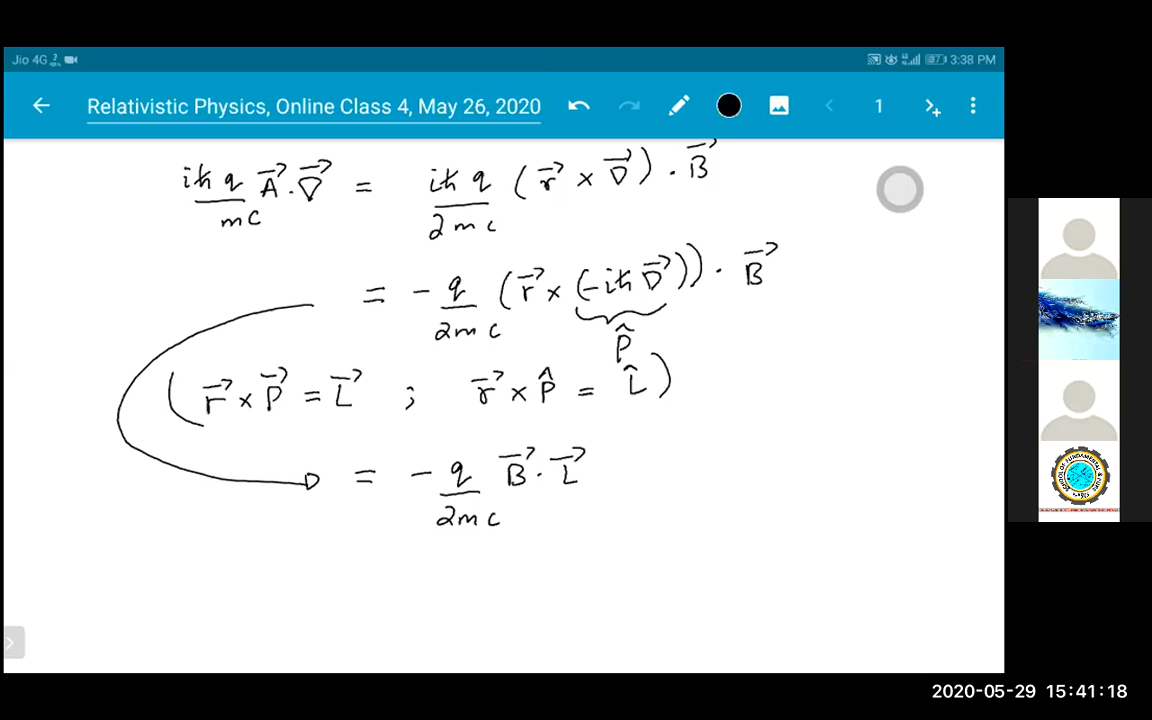 Jio 4G 3:38 PM
Relativistic Physics, Online Class 4, May 26, 2020 1
iħq/mc A⃗ . ∇⃗ = iħq/2mc ( r⃗ × ∇⃗ ) . B⃗
= - q/2mc ( r⃗ × (-iħ ∇⃗ )) . B⃗
p̂
( r⃗ × p⃗ = L⃗ ; r⃗ × p̂ = L̂ )
= - q/2mc B⃗ . L⃗
2020-05-29 15:41:18